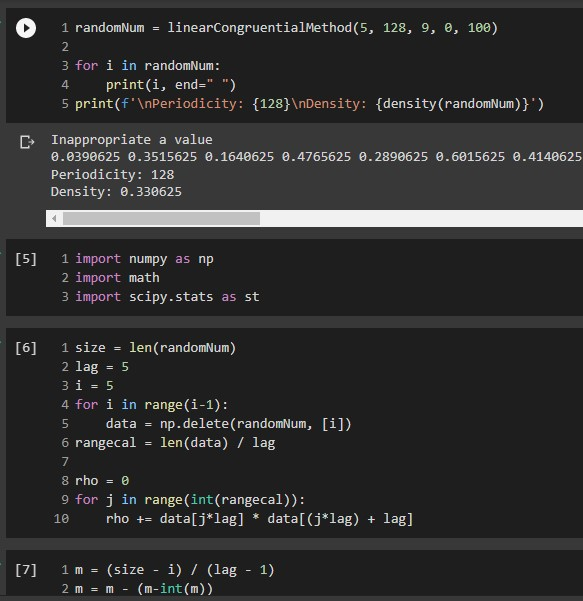 1 randomNum = linearCongruentialMethod(5, 128, 9, 0, 100)
2
3 for i in randomNum:
4     print(i, end=" ")
5 print(f'\nPeriodicity: {128}\nDensity: {density(randomNum)}')
Inappropriate a value
0.0390625 0.3515625 0.1640625 0.4765625 0.2890625 0.6015625 0.4140625
Periodicity: 128
Density: 0.330625
[5] 1 import numpy as np
2 import math
3 import scipy.stats as st
[6] 1 size = len(randomNum)
2 lag = 5
3 i = 5
4 for i in range(i-1):
5     data = np.delete(randomNum, [i])
6 rangecal = len(data) / lag
7
8 rho = 0
9 for j in range(int(rangecal)):
10     rho += data[j*lag] * data[(j*lag) + lag]
[7] 1 m = (size - i) / (lag - 1)
2 m = m - (m-int(m))